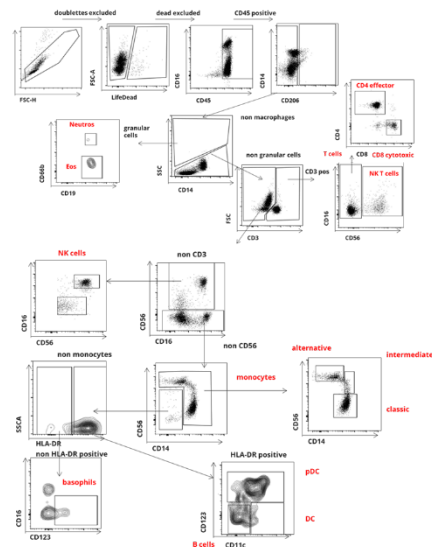 doublettes excluded
dead excluded
CD45 positive
FSC-H
FSC-A
LifeDead
CD16
CD45
CD14
CD206
non macrophages
CD4 effector
CD4
CD8
CD8 cytotoxic
Neutros
granular cells
Eos
CD66b
CD19
SSC
CD14
non granular cells
FSC
CD3
CD3 pos
T cells
NK T cells
CD16
CD56
NK cells
CD16
CD56
non CD3
CD56
CD16
non CD56
non monocytes
SSCA
HLA-DR
CD56
CD14
monocytes
alternative
intermediate
classic
CD56
CD14
non HLA-DR positive
basophils
CD16
CD123
HLA-DR positive
pDC
DC
CD123
B cells
CD11c